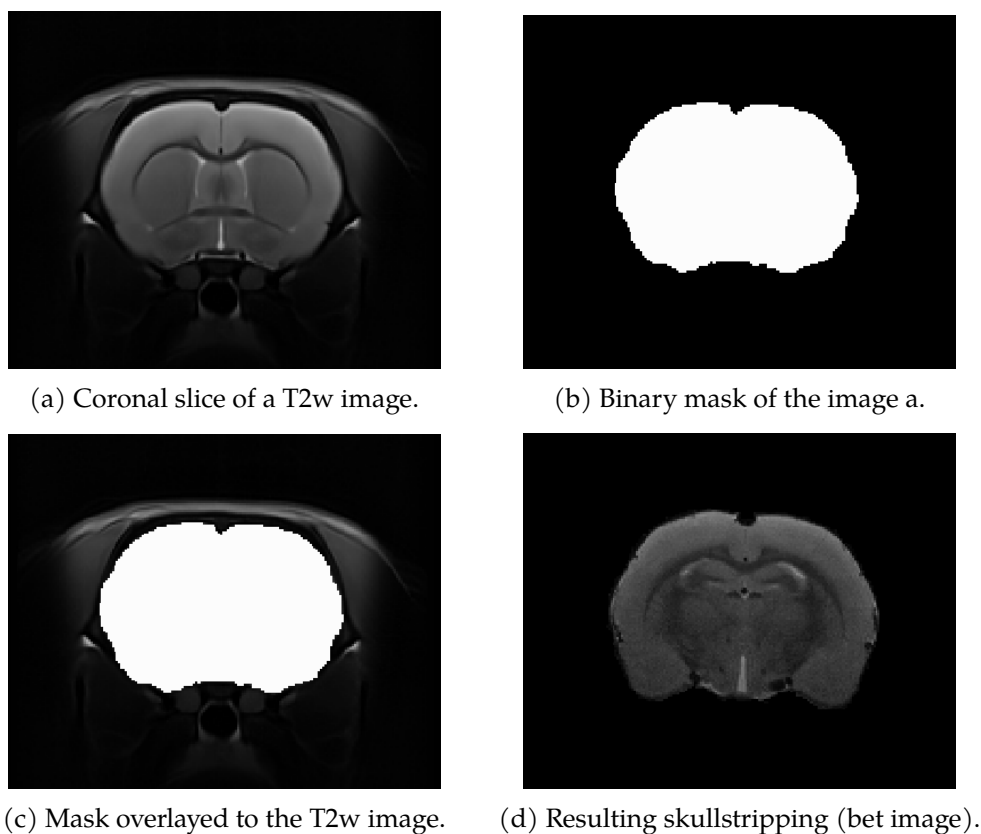 (a) Coronal slice of a T2w image.
(b) Binary mask of the image a.
(c) Mask overlayed to the T2w image.
(d) Resulting skullstripping (bet image).